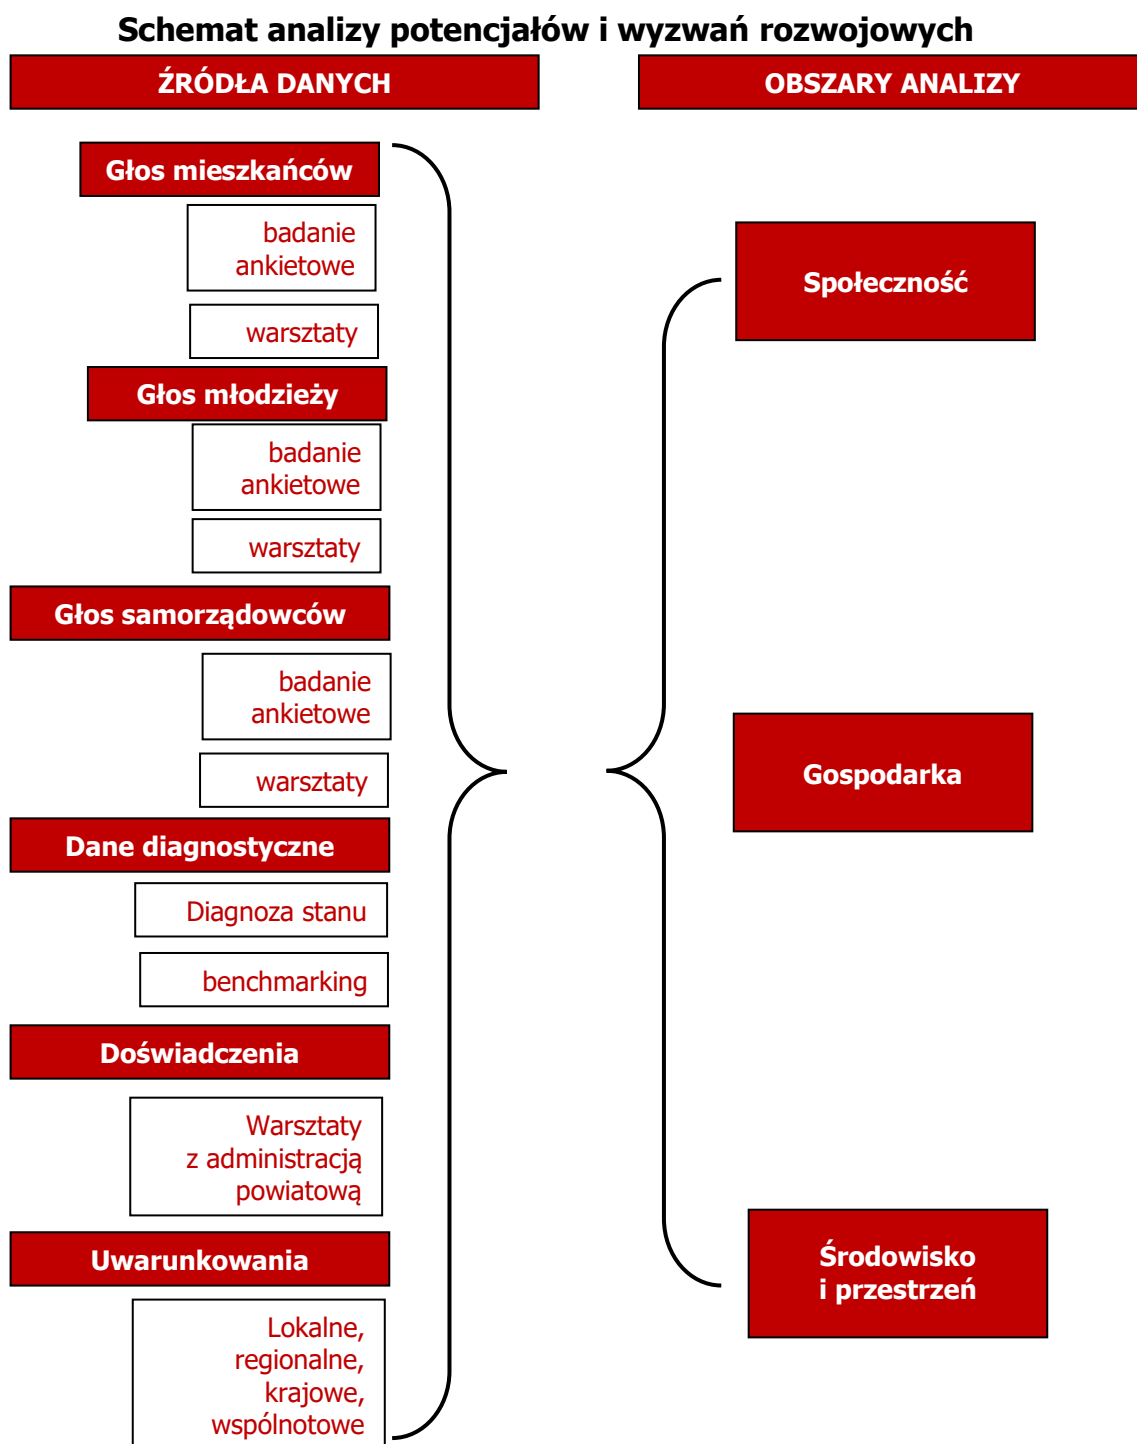 Schemat analizy potencjałów i wyzwań rozwojowych
ŹRÓDŁA DANYCH
Głos mieszkańców
badanie
ankietowe
warsztaty
Głos młodzieży
badanie
ankietowe
warsztaty
Głos samorządowców
badanie
ankietowe
warsztaty
Dane diagnostyczne
Diagnoza stanu
benchmarking
Doświadczenia
Warsztaty
z administracją
powiatową
Uwarunkowania
Lokalne,
regionalne,
krajowe,
wspólnotowe
OBSZARY ANALIZY
Społeczność
Gospodarka
Środowisko
i przestrzeń